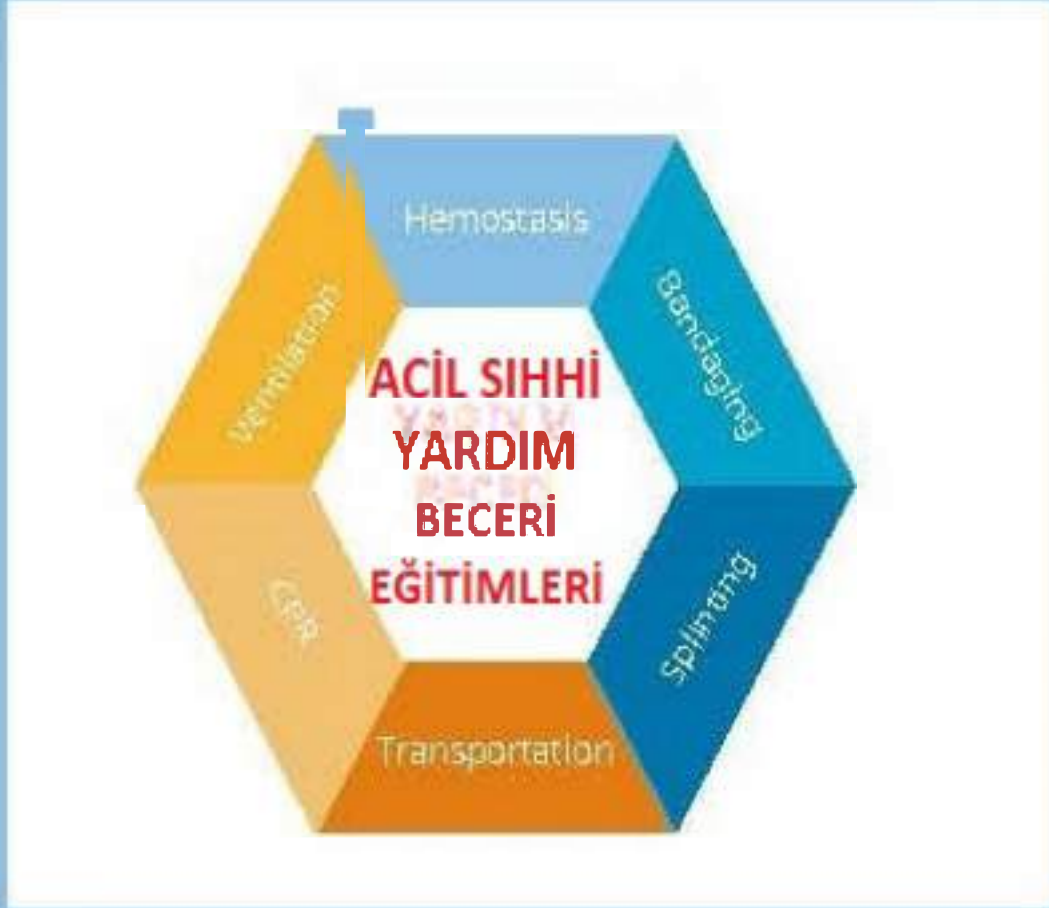 Hemostasis
Bandaging
Ventilation
ACİL SIHHİ
YARDIM
BECERİ
EĞİTİMLERİ
CPR
Splinting
Transportation